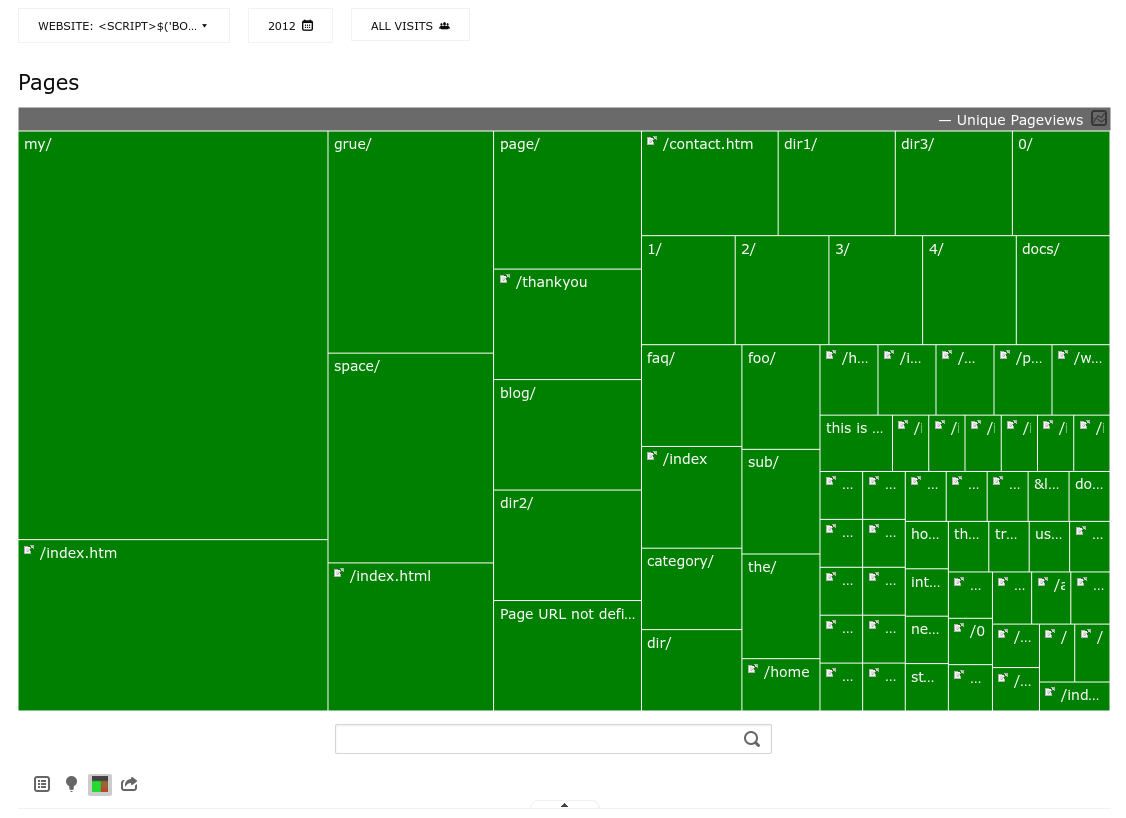 WEBSITE: <SCRIPT>$('BO...
2012
ALL VISITS
Pages
— Unique Pageviews
my/
grue/
page/
/contact.htm
dir1/
dir3/
0/
1/
2/
3/
4/
docs/
/thankyou
space/
blog/
faq/
foo/
/h...
/i...
/...
/p...
/w...
this is ...
/index
sub/
...
...
...
...
...
&l...
do...
dir2/
...
...
ho...
th...
tr...
us...
...
/index.htm
category/
the/
...
...
int...
...
...
...
/index.html
Page URL not defi...
dir/
...
...
ne...
/0
/...
/
/
/home
...
...
st...
...
/...
/ind...